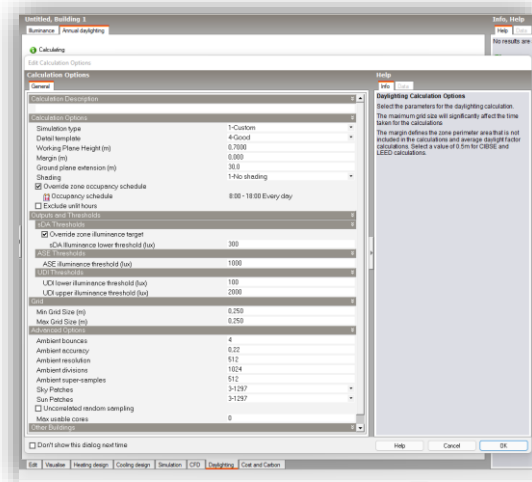 Untitled, Building 1
Illuminance Annual daylighting
Calculating
Info, Help
Help Data
No results are
Edit Calculation Options
Calculation Options
General
Calculation Description
Calculation Options
Simulation type 1-Custom
Detail template 4-Good
Working Plane Height (m) 0,7000
Margin (m) 0,000
Ground plane extension (m) 30,0
Shading 1-No shading
Override zone occupancy schedule
Occupancy schedule 8:00 - 18:00 Every day
Exclude unlit hours
Outputs and Thresholds
sDA Thresholds
Override zone illuminance target
sDA Illuminance lower threshold (lux) 300
ASE Thresholds
ASE illuminance threshold (lux) 1000
UDI Thresholds
UDI lower illuminance threshold (lux) 100
UDI upper illuminance threshold (lux) 2000
Grid
Min Grid Size (m) 0,250
Max Grid Size (m) 0,250
Advanced Options
Ambient bounces 4
Ambient accuracy 0,22
Ambient resolution 512
Ambient divisions 1024
Ambient super-samples 512
Sky Patches 3-1297
Sun Patches 3-1297
Uncorrelated random sampling
Max usable cores 0
Other Buildings
Help
Info Data
Daylighting Calculation Options
Select the parameters for the daylighting calculation.
The maximum grid size will significantly affect the time
taken for the calculations
The margin defines the zone perimeter area that is not
included in the calculations and average daylight factor
calculations. Select a value of 0.5m for CIBSE and
LEED calculations.
Don't show this dialog next time
Help Cancel OK
Edit Visualise Heating design Cooling design Simulation CFD Daylighting Cost and Carbon